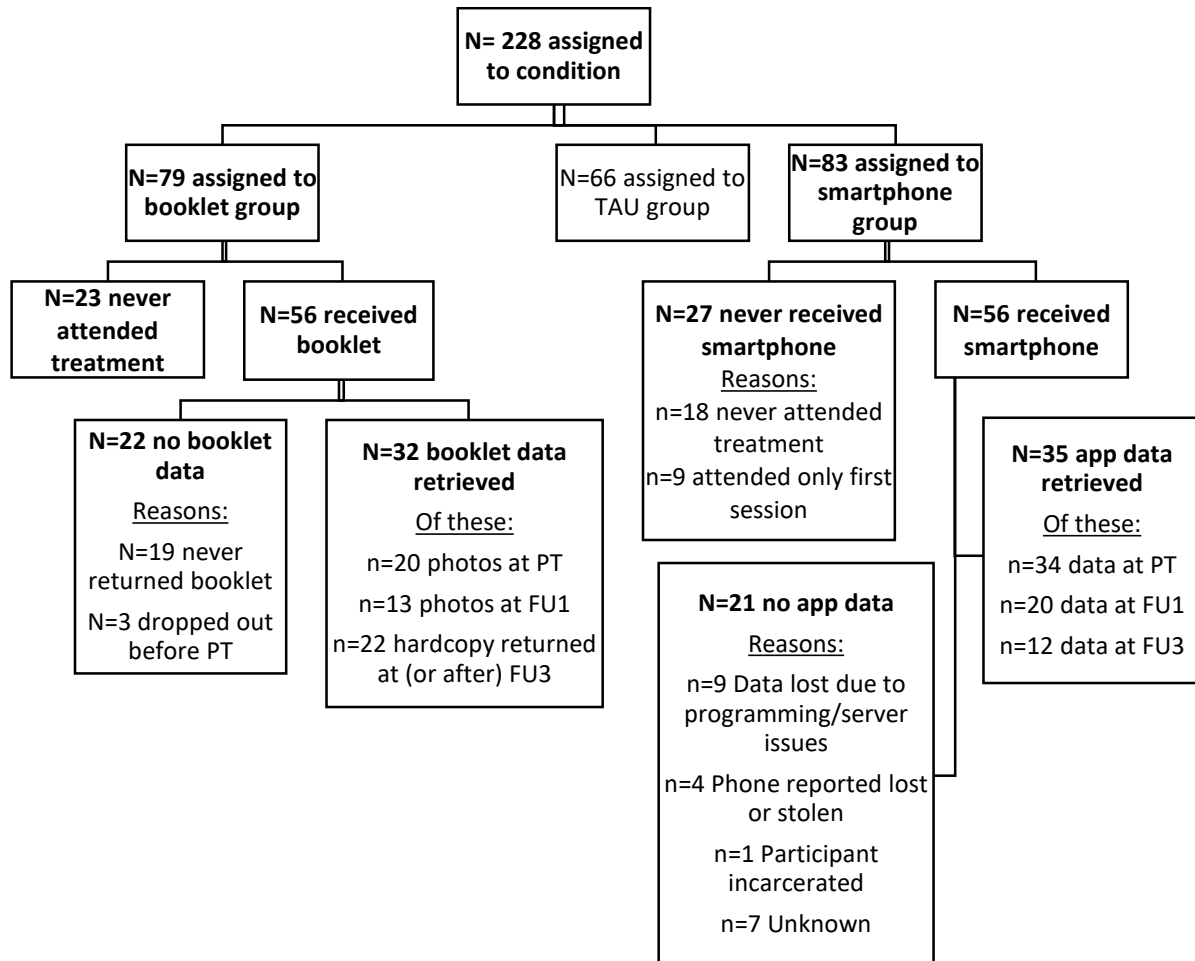 N= 228 assigned
to condition
N=79 assigned to
booklet group
N=66 assigned to
TAU group
N=83 assigned to
smartphone
group
N=23 never
attended
treatment
N=56 received
booklet
N=27 never received
smartphone
Reasons:
n=18 never attended
treatment
n=9 attended only first
session
N=56 received
smartphone
N=22 no booklet
data
Reasons:
N=19 never
returned booklet
N=3 dropped out
before PT
N=32 booklet data
retrieved
Of these:
n=20 photos at PT
n=13 photos at FU1
n=22 hardcopy returned
at (or after) FU3
N=21 no app data
Reasons:
n=9 Data lost due to
programming/server
issues
n=4 Phone reported lost
or stolen
n=1 Participant
incarcerated
n=7 Unknown
N=35 app data
retrieved
Of these:
n=34 data at PT
n=20 data at FU1
n=12 data at FU3